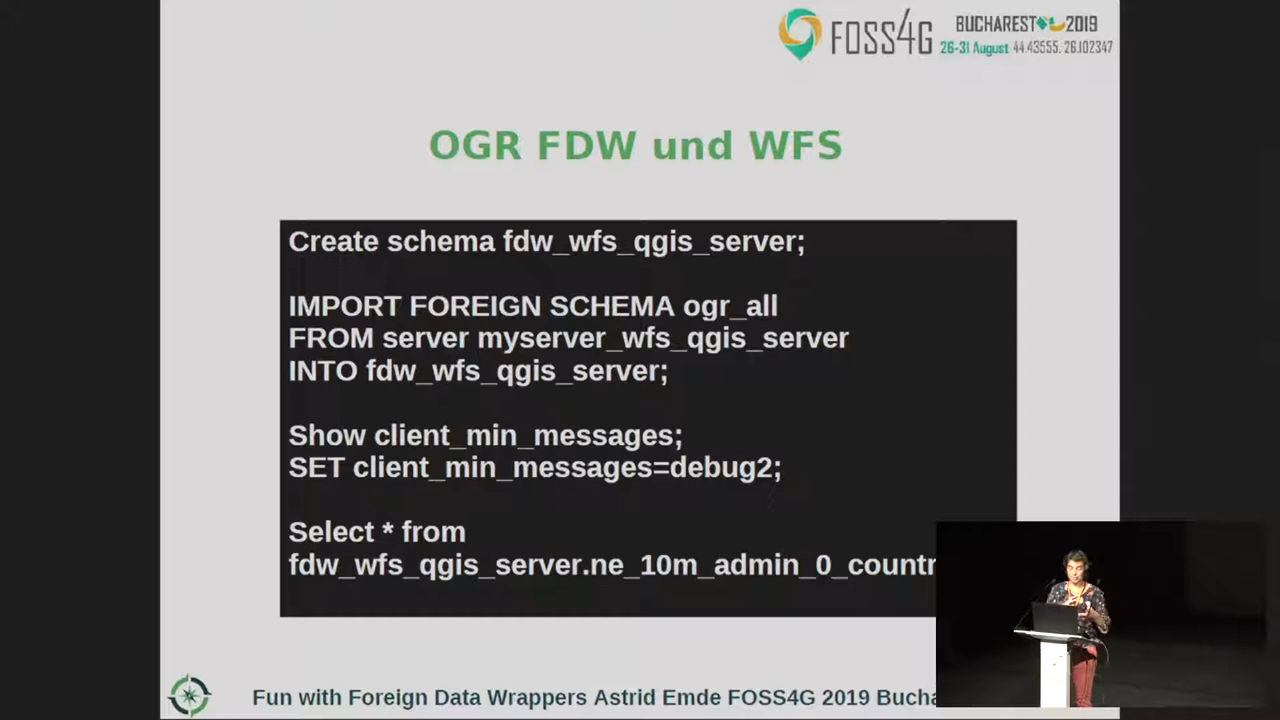 FOSS4G
BUCHAREST 2019
26-31 August 44.43555, 26.102347
OGR FDW und WFS
Create schema fdw_wfs_qgis_server;
IMPORT FOREIGN SCHEMA ogr_all
FROM server myserver_wfs_qgis_server
INTO fdw_wfs_qgis_server;
Show client_min_messages;
SET client_min_messages=debug2;
Select * from
fdw_wfs_qgis_server.ne_10m_admin_0_countr
Fun with Foreign Data Wrappers Astrid Emde FOSS4G 2019 Bucha